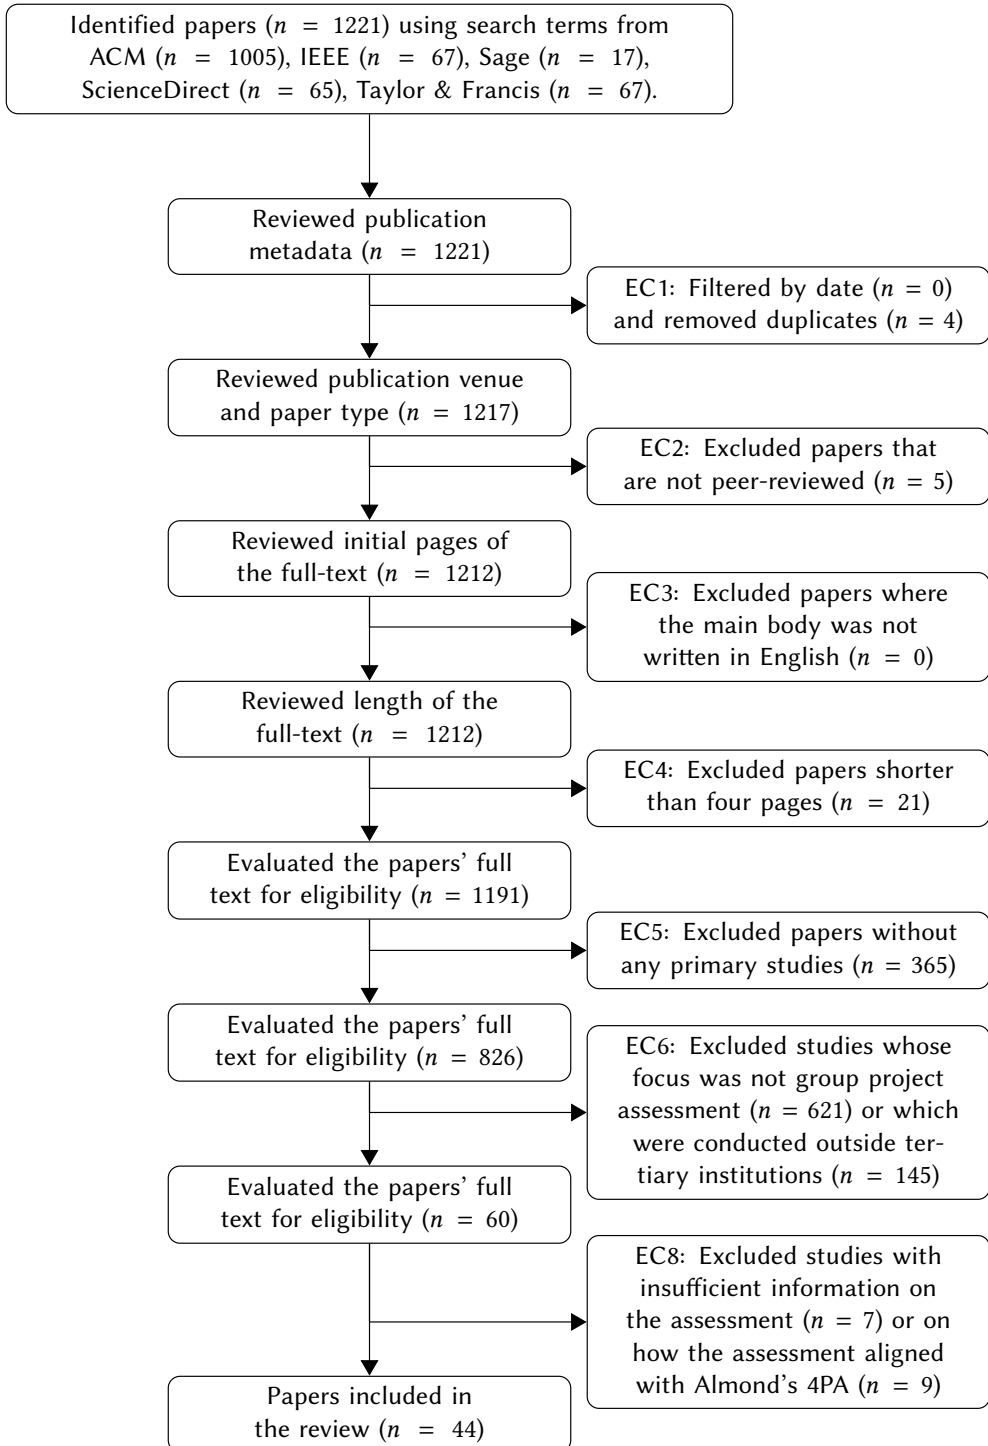 Identified papers (n = 1221) using search terms from
ACM (n = 1005), IEEE (n = 67), Sage (n = 17),
ScienceDirect (n = 65), Taylor & Francis (n = 67).
Reviewed publication
metadata (n = 1221)
EC1: Filtered by date (n = 0)
and removed duplicates (n = 4)
Reviewed publication venue
and paper type (n = 1217)
EC2: Excluded papers that
are not peer-reviewed (n = 5)
Reviewed initial pages of
the full-text (n = 1212)
EC3: Excluded papers where
the main body was not
written in English (n = 0)
Reviewed length of the
full-text (n = 1212)
EC4: Excluded papers shorter
than four pages (n = 21)
Evaluated the papers' full
text for eligibility (n = 1191)
EC5: Excluded papers without
any primary studies (n = 365)
Evaluated the papers' full
text for eligibility (n = 826)
EC6: Excluded studies whose
focus was not group project
assessment (n = 621) or which
were conducted outside ter-
tiary institutions (n = 145)
Evaluated the papers' full
text for eligibility (n = 60)
EC8: Excluded studies with
insufficient information on
the assessment (n = 7) or on
how the assessment aligned
with Almond's 4PA (n = 9)
Papers included in
the review (n = 44)